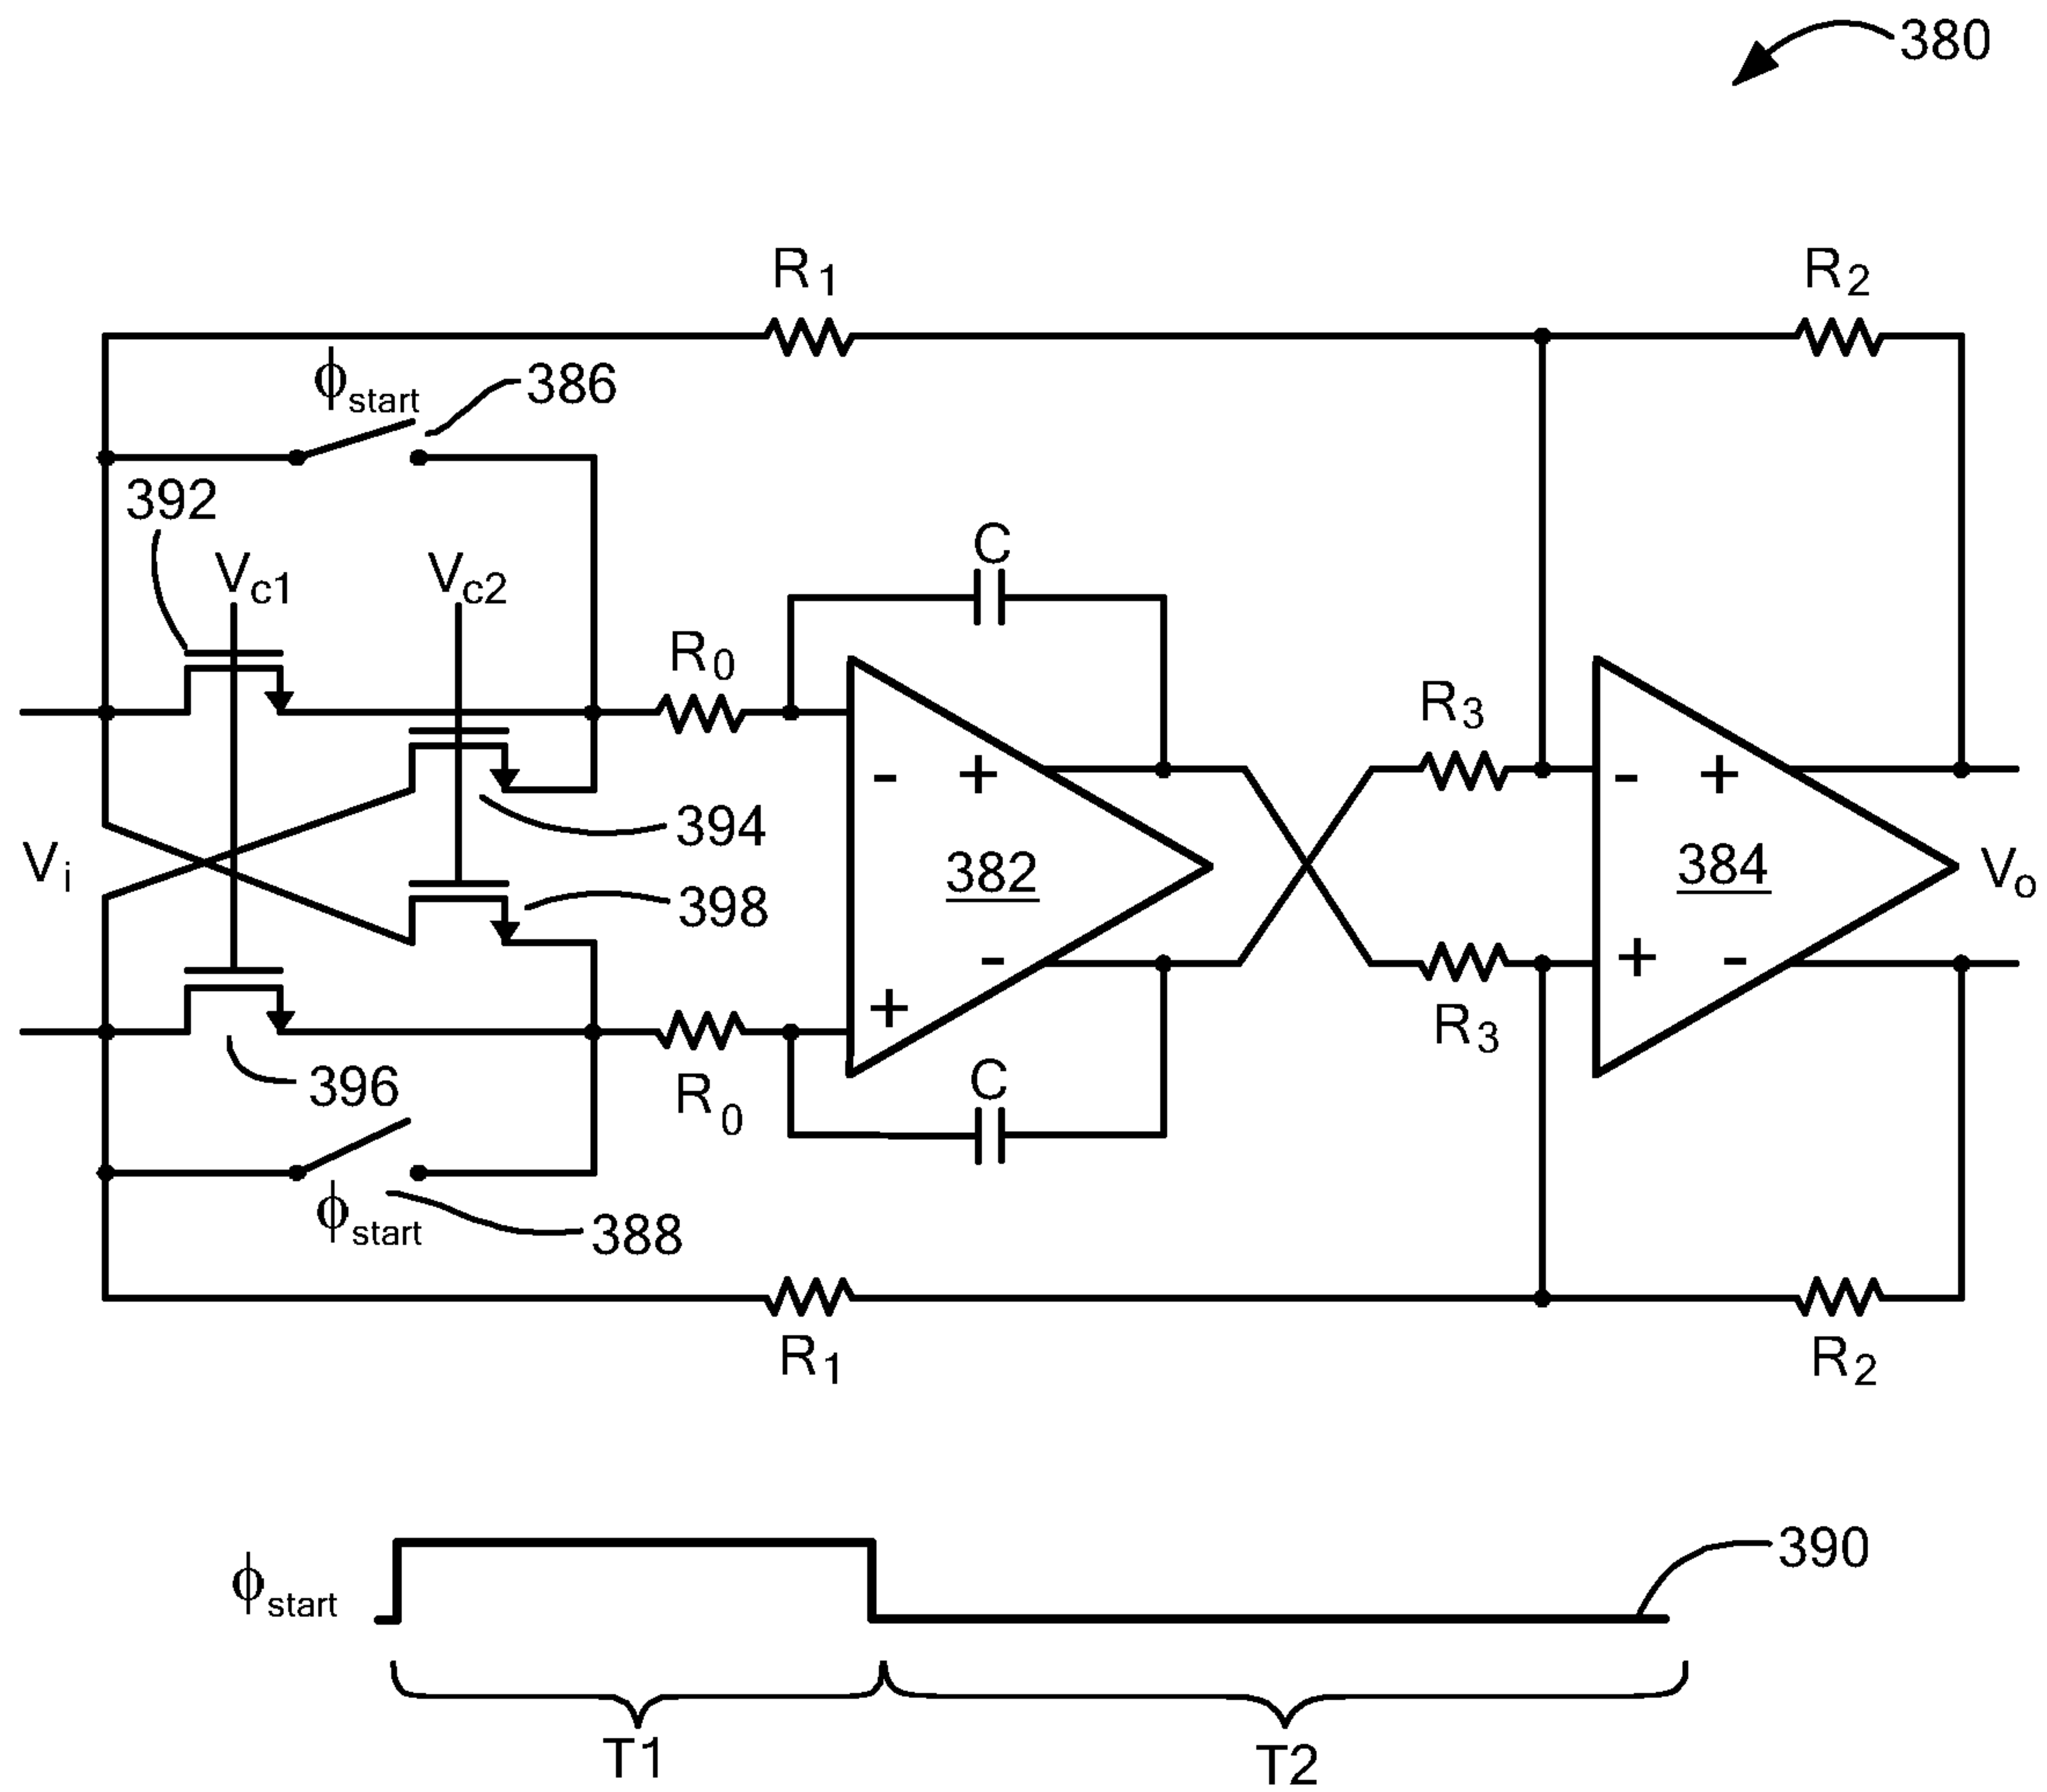 380
R1
R2
ϕstart
386
392
Vc1
Vc2
C
R0
R3
- +
- +
394
Vi
382
384
Vo
398
-
+ -
+
R3
396
R0
C
ϕstart
388
R1
R2
ϕstart
390
T1
T2